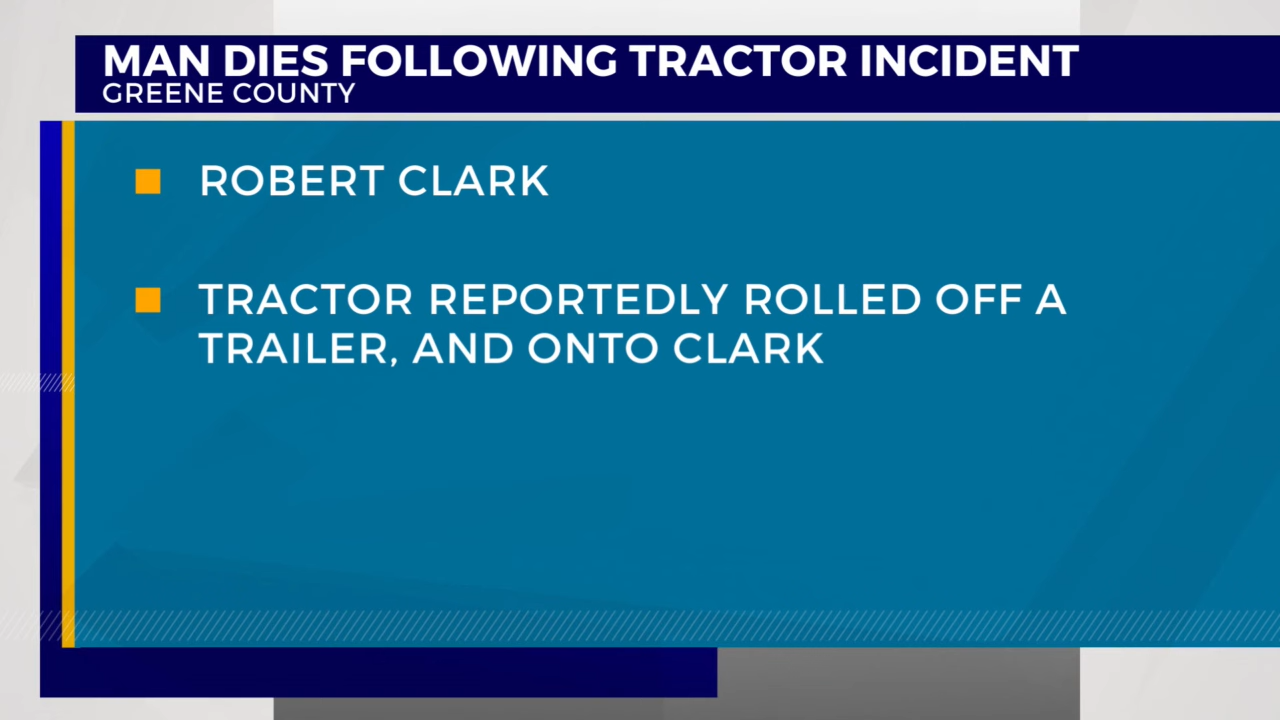 MAN DIES FOLLOWING TRACTOR INCIDENT
GREENE COUNTY
ROBERT CLARK
TRACTOR REPORTEDLY ROLLED OFF A
TRAILER, AND ONTO CLARK